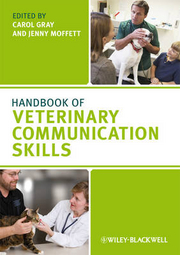 EDITED BY
CAROL GRAY
AND JENNY MOFFETT
HANDBOOK OF
VETERINARY
COMMUNICATION
SKILLS
WILEY-BLACKWELL